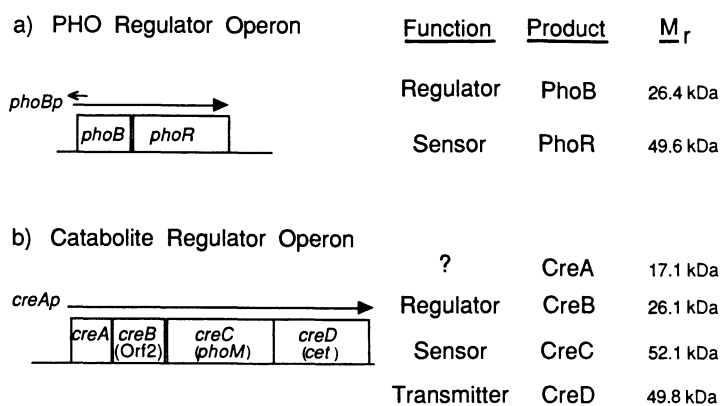 a) PHO Regulator Operon Function Product Mr
phoBp Regulator PhoB 26.4 kDa
phoB phoR Sensor PhoR 49.6 kDa
b) Catabolite Regulator Operon
? CreA 17.1 kDa
creAp Regulator CreB 26.1 kDa
creA creB creC creD Sensor CreC 52.1 kDa
(Orf2) (phoM) (cet)
Transmitter CreD 49.8 kDa